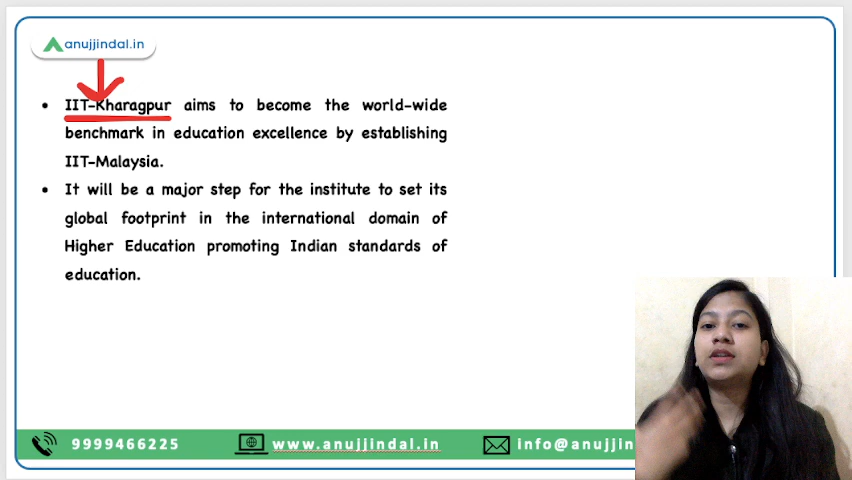 anujjindal.in
• IIT-Kharagpur aims to become the world-wide
benchmark in education excellence by establishing
IIT-Malaysia.
• It will be a major step for the institute to set its
global footprint in the international domain of
Higher Education promoting Indian standards of
education.
9999466225 www.anujjindal.in info@anujjin